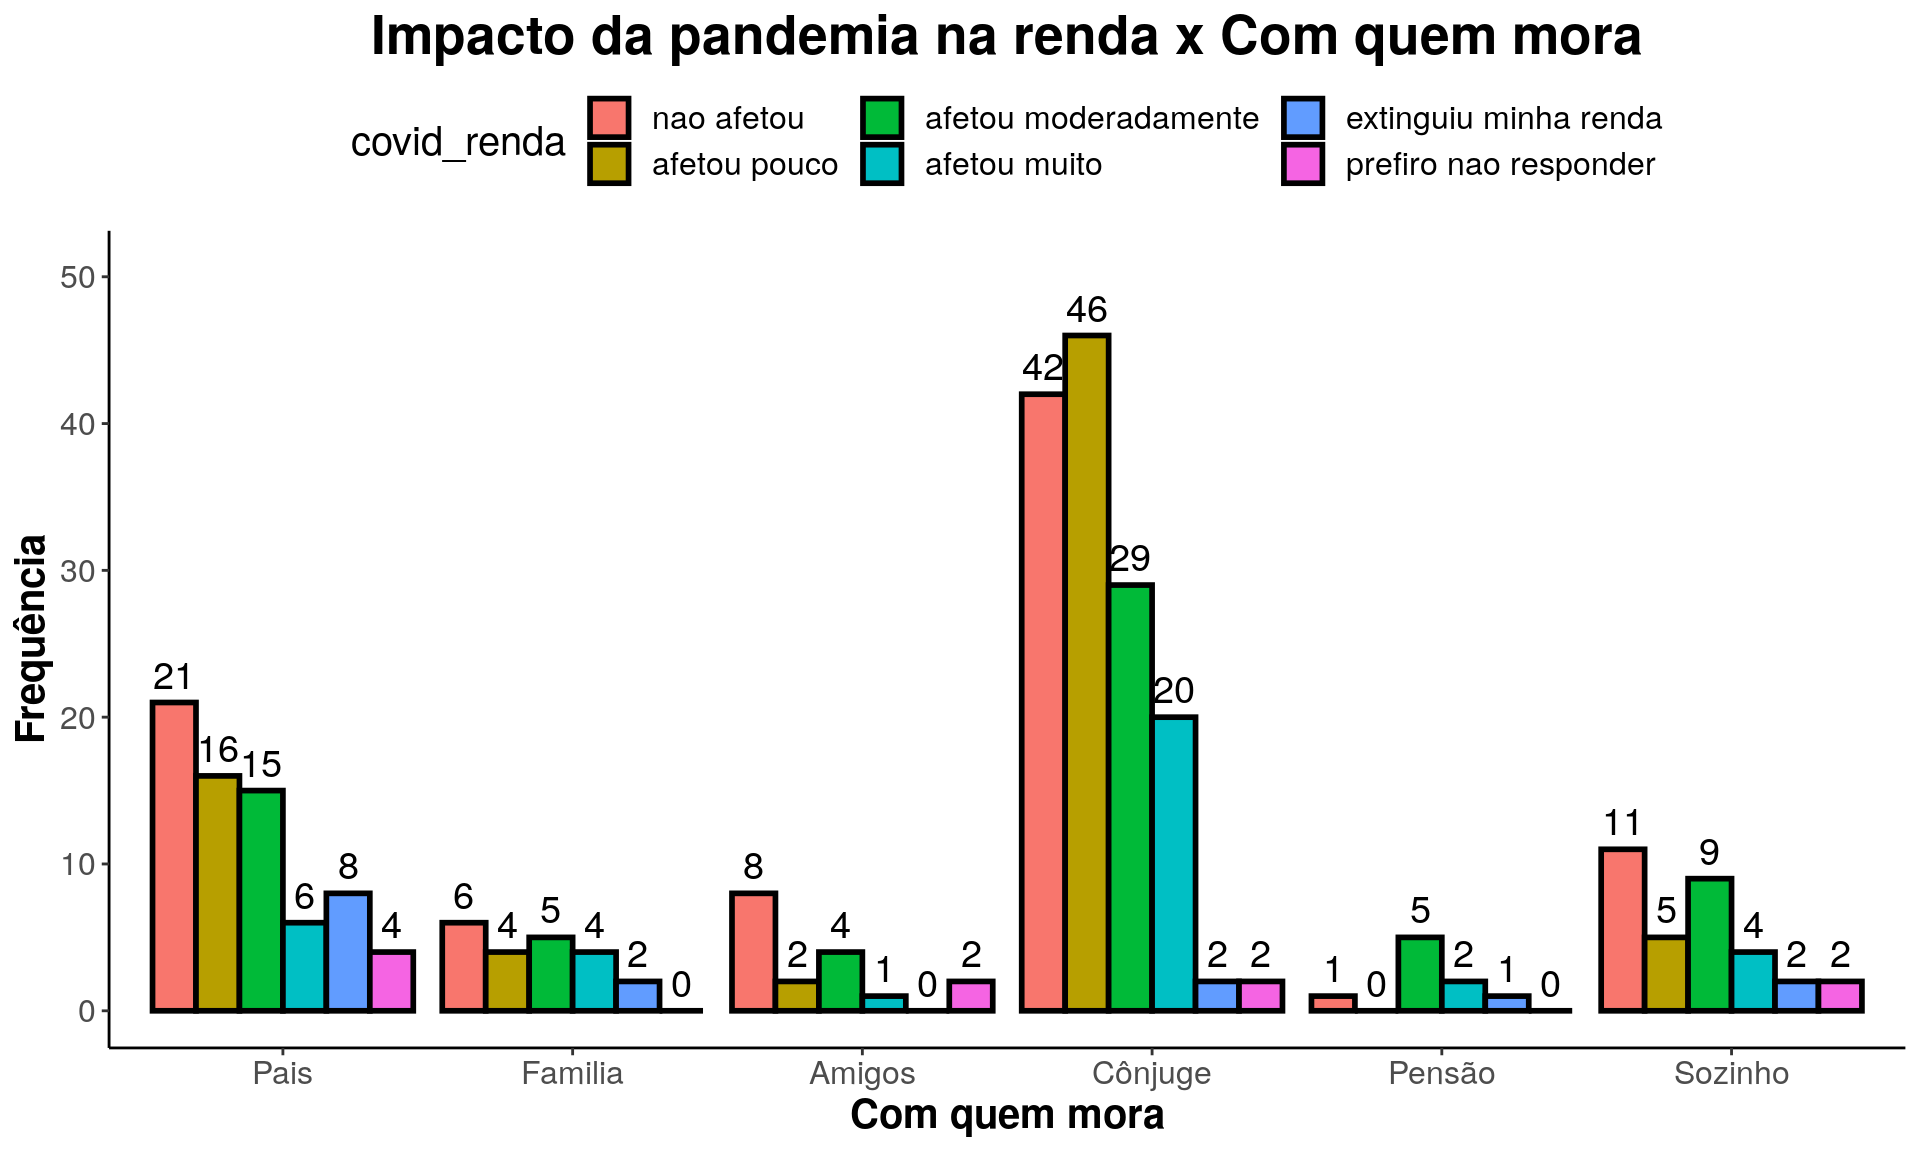 Impacto da pandemia na renda x Com quem mora
covid_renda
nao afetou
afetou moderadamente
extinguiu minha renda
afetou pouco
afetou muito
prefiro nao responder
Frequência
50
40
30
20
10
0
21 16 15 6 8 4
6 4 5 4 2 0
8 2 4 1 0 2
42 46 29 20 2 2
1 0 5 2 1 0
11 5 9 4 2 2
Pais Familia Amigos Cônjuge Pensão Sozinho
Com quem mora